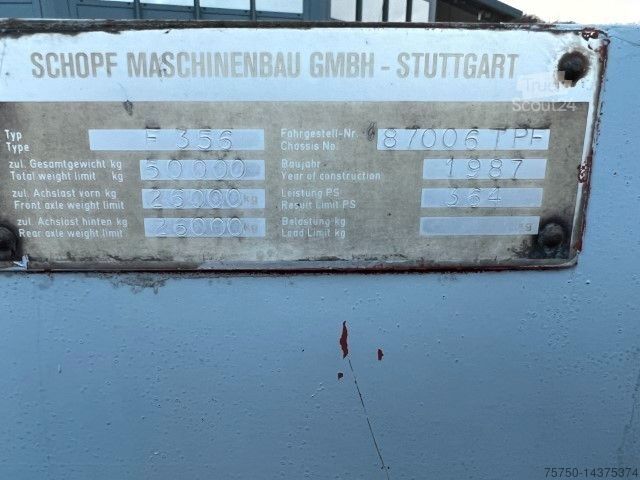 SCHOPF MASCHINENBAU GMBH - STUTTGART
Truck
Scout24
Typ
Type
F 356
Fahrgestell-Nr.
Chassis No.
87006TPF
zul. Gesamtgewicht kg
Total weight limit kg
50000
Baujahr
Year of construction
1987
zul. Achslast vorn kg
Front axle weight limit
26000 kg
Leistung PS
Result Limit PS
364
zul. Achslast hinten kg
Rear axle weight limit
26000 kg
Belastung kg
Load Limit kg
kg
75750-14375374